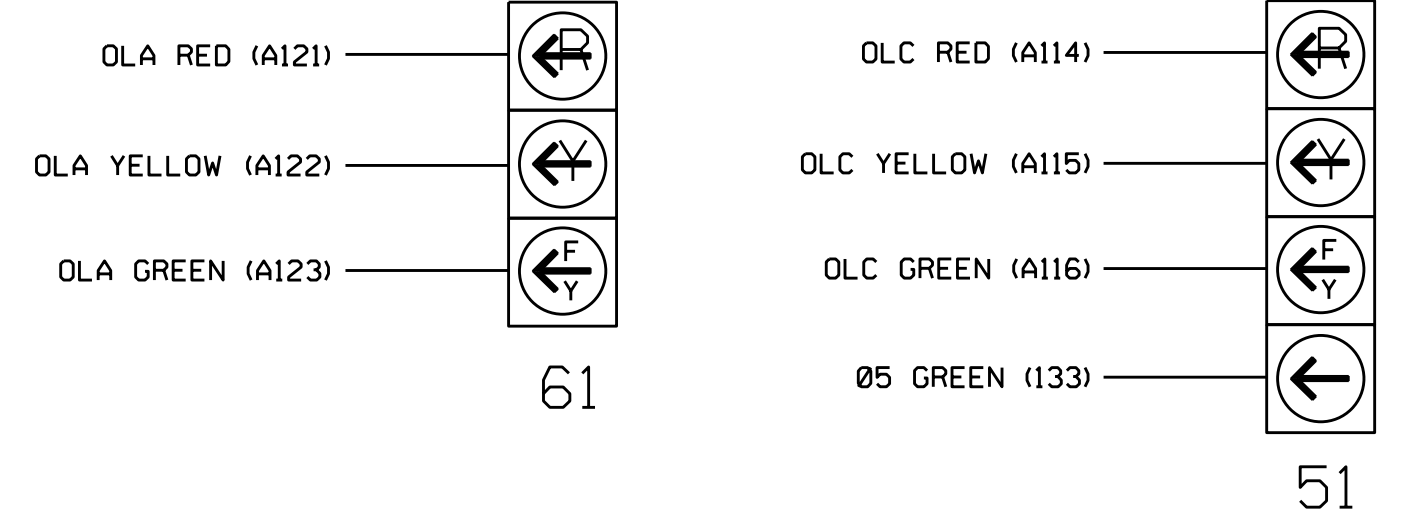 OLA RED (A121)
R
OLA YELLOW (A122)
Y
OLA GREEN (A123)
F
Y
61
OLC RED (A114)
R
OLC YELLOW (A115)
Y
OLC GREEN (A116)
F
Y
Ø5 GREEN (133)
51